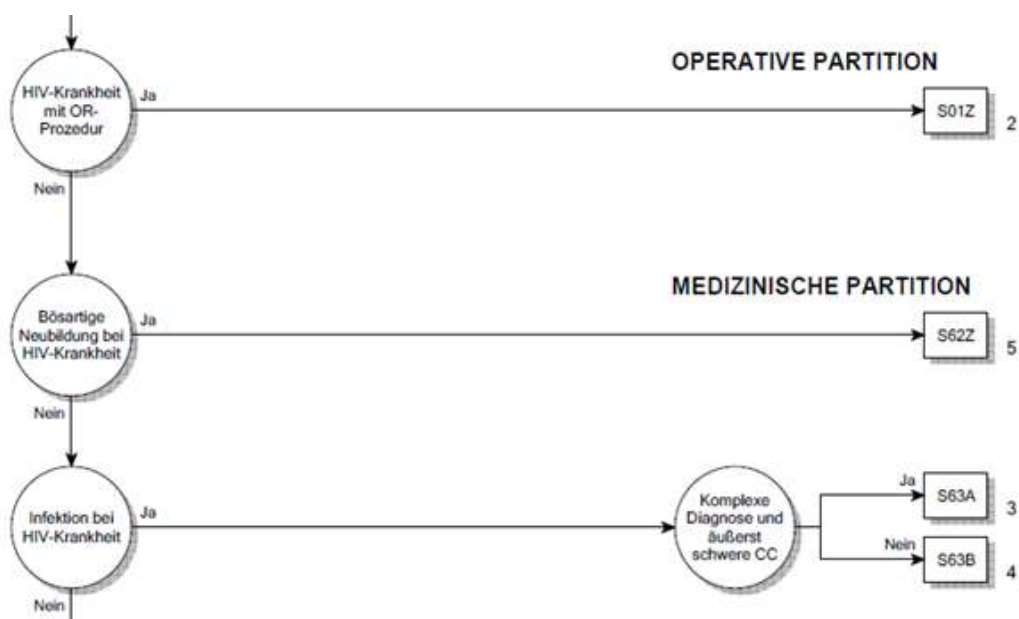 OPERATIVE PARTITION
HIV-Krankheit
mit OR-
Prozedur
Ja
S01Z
2
Nein
MEDIZINISCHE PARTITION
Bösartige
Neubildung bei
HIV-Krankheit
Ja
S62Z
5
Nein
Infektion bei
HIV-Krankheit
Ja
Komplexe
Diagnose und
äußerst
schwere CC
Ja
S63A
3
Nein
S63B
4
Nein